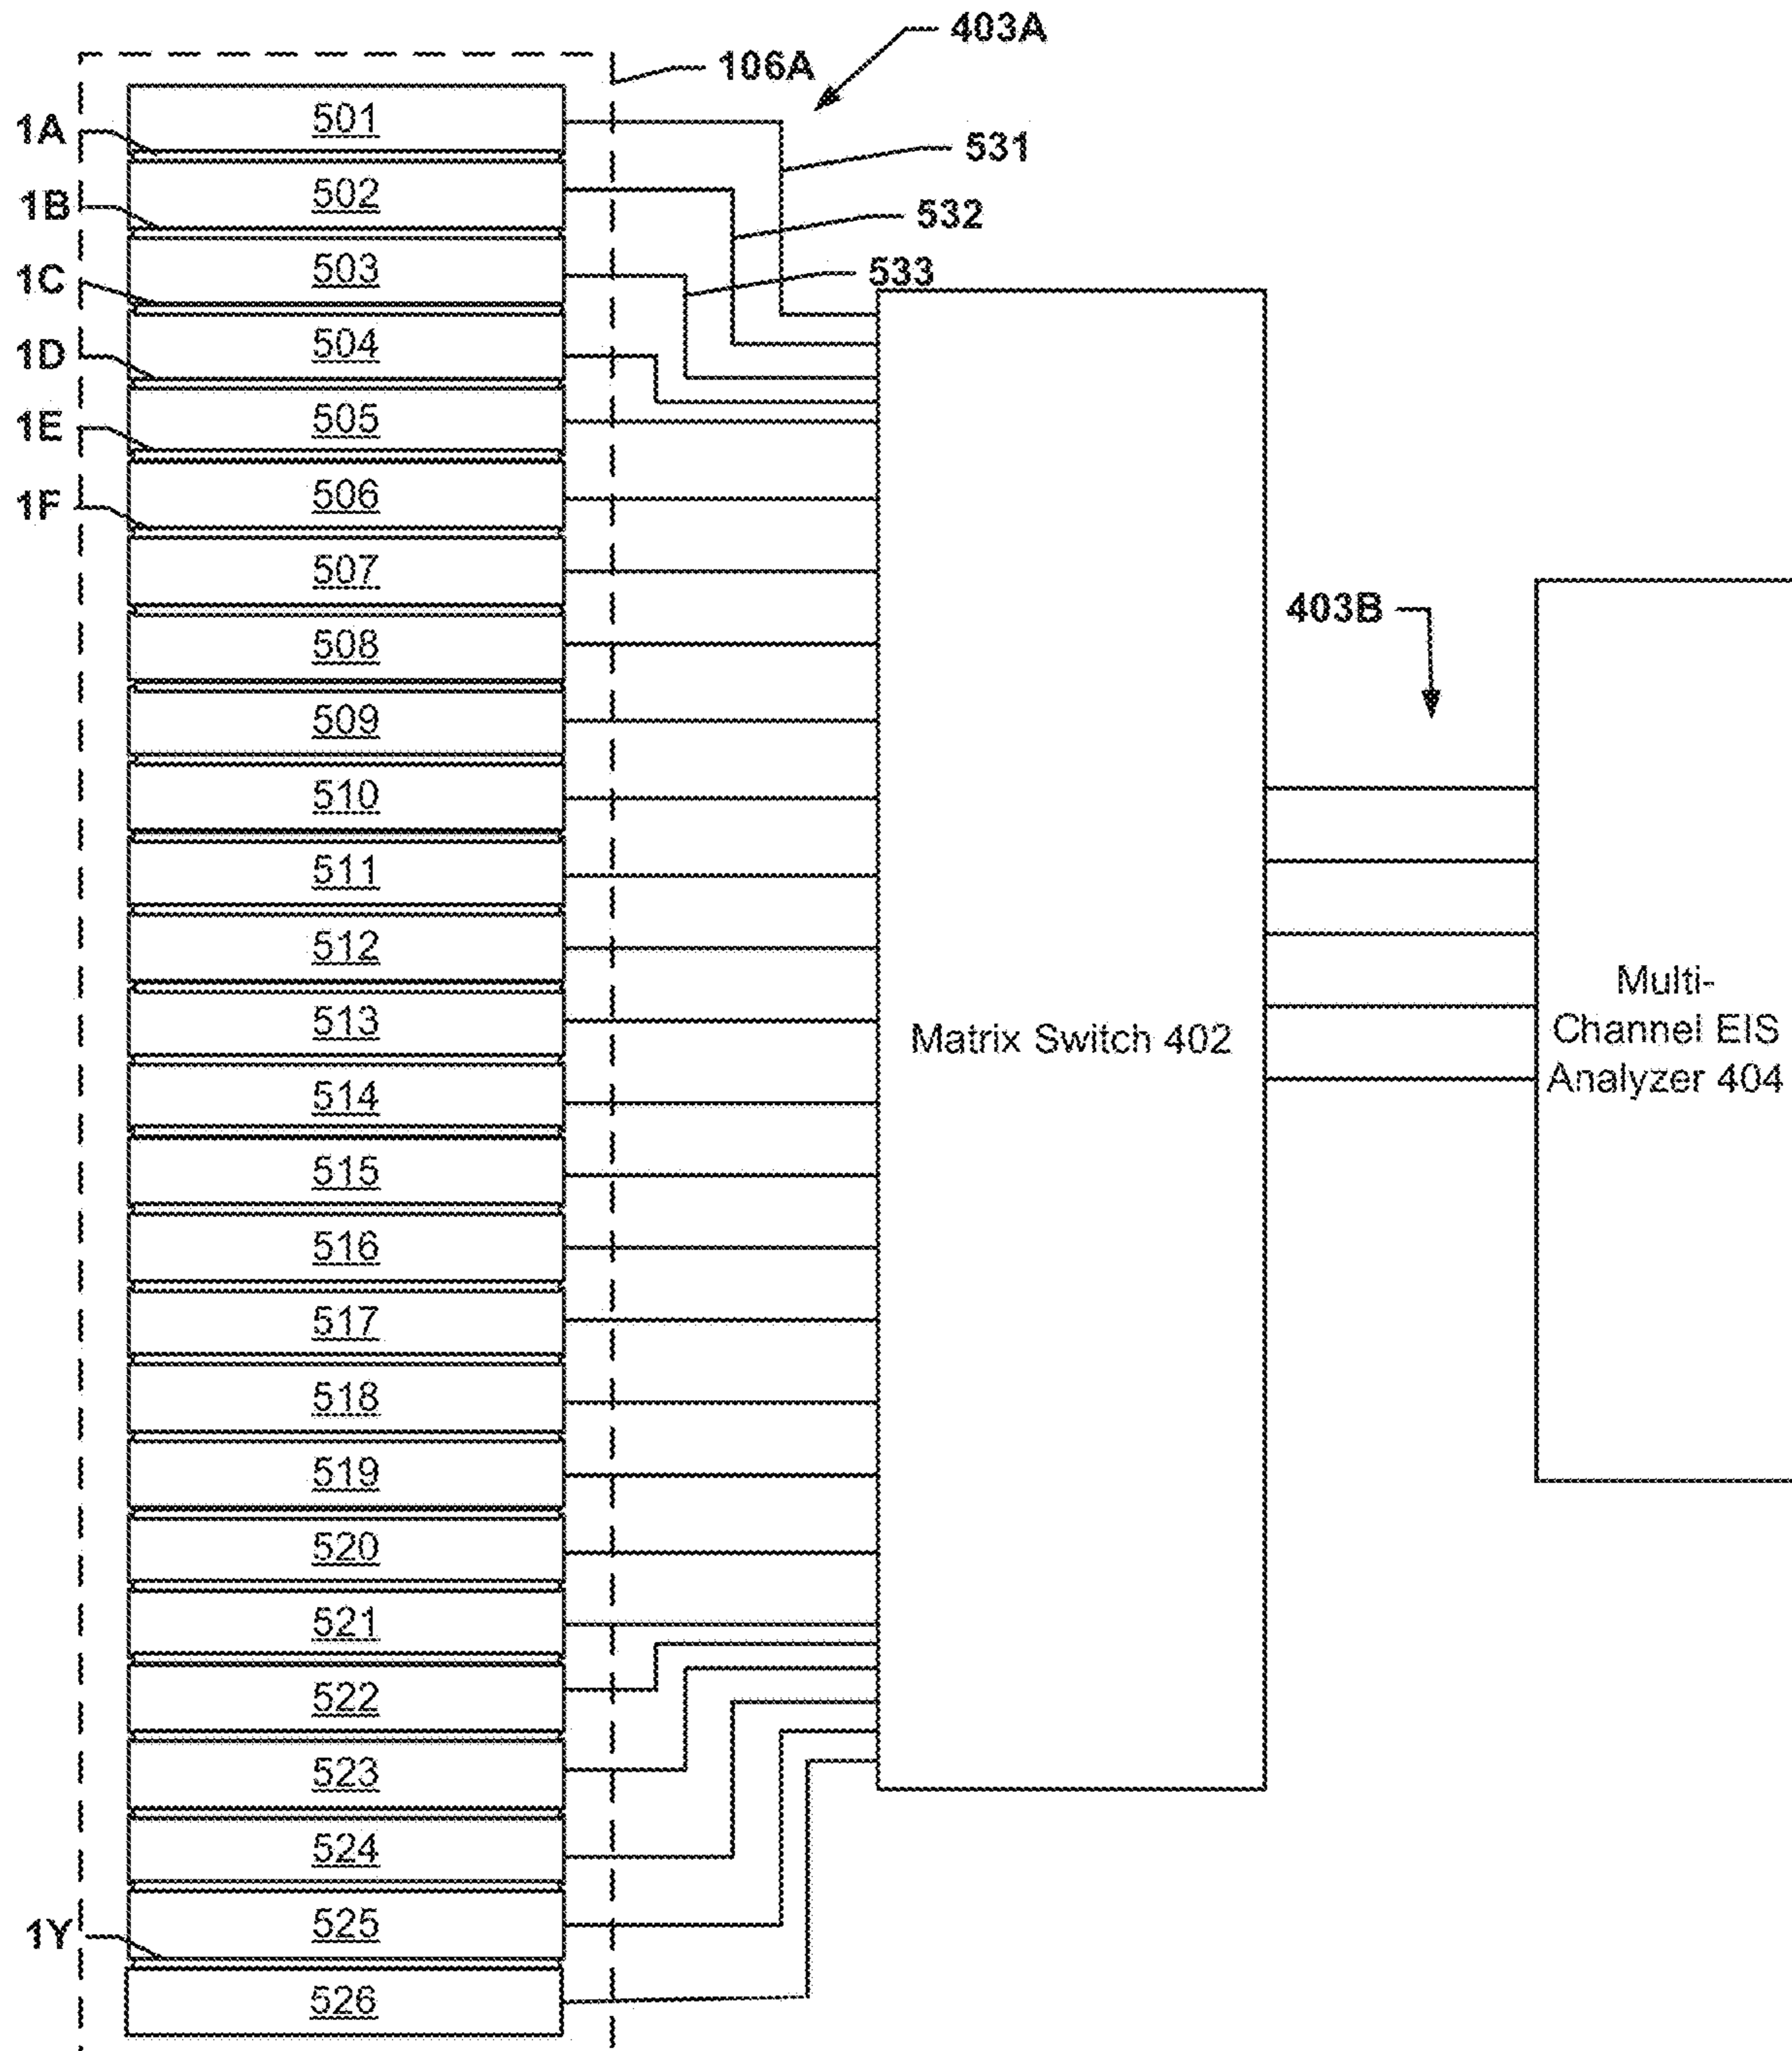 403A
106A
501
1A
531
502
1B
532
503
1C
533
504
1D
505
1E
506
1F
507
508
403B
509
510
511
512
513
Multi-
Channel EIS
Analyzer 404
Matrix Switch 402
514
515
516
517
518
519
520
521
522
523
524
525
1Y
526